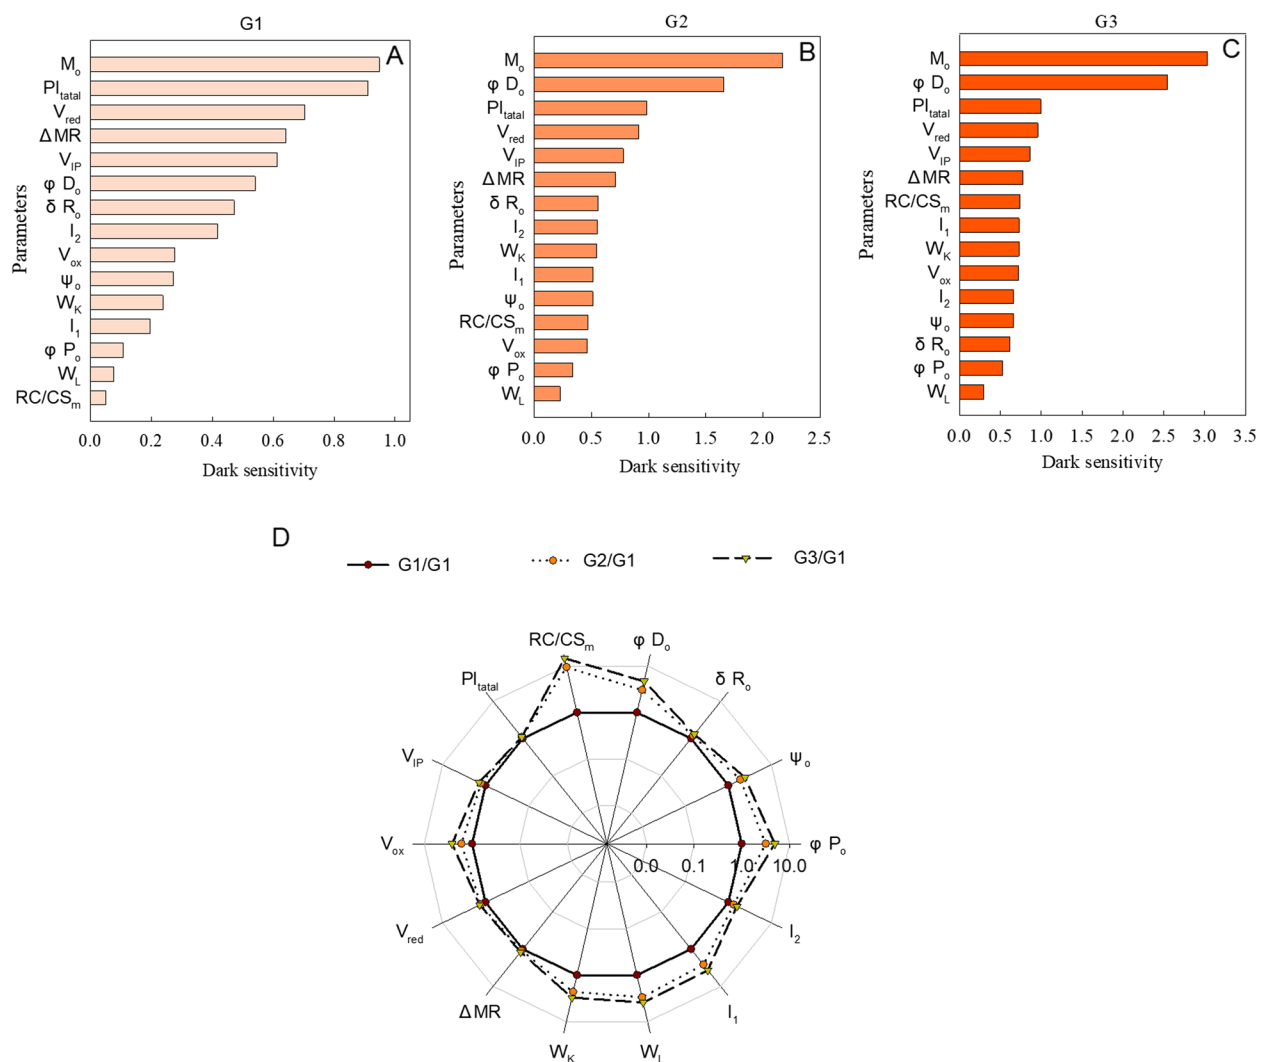 G1
A
Parameters
Mo
PItatal
Vred
ΔMR
VIP
φ Do
δ Ro
I2
Vox
ψo
WK
I1
φ Po
WL
RC/CSm
0.0 0.2 0.4 0.6 0.8 1.0
Dark sensitivity
G2
B
Parameters
Mo
φ Do
PItatal
Vred
VIP
ΔMR
δ Ro
I2
WK
I1
ψo
RC/CSm
Vox
φ Po
WL
0.0 0.5 1.0 1.5 2.0 2.5
Dark sensitivity
G3
C
Parameters
Mo
φ Do
PItatal
Vred
VIP
ΔMR
RC/CSm
I1
WK
Vox
I2
ψo
δ Ro
φ Po
WL
0.0 0.5 1.0 1.5 2.0 2.5 3.0 3.5
Dark sensitivity
D
G1/G1 G2/G1 G3/G1
RC/CSm φ Do
PItatal δ Ro
VIP ψo
Vox φ Po
0.0 0.1 1.0 10.0
Vred I2
ΔMR I1
WK WL